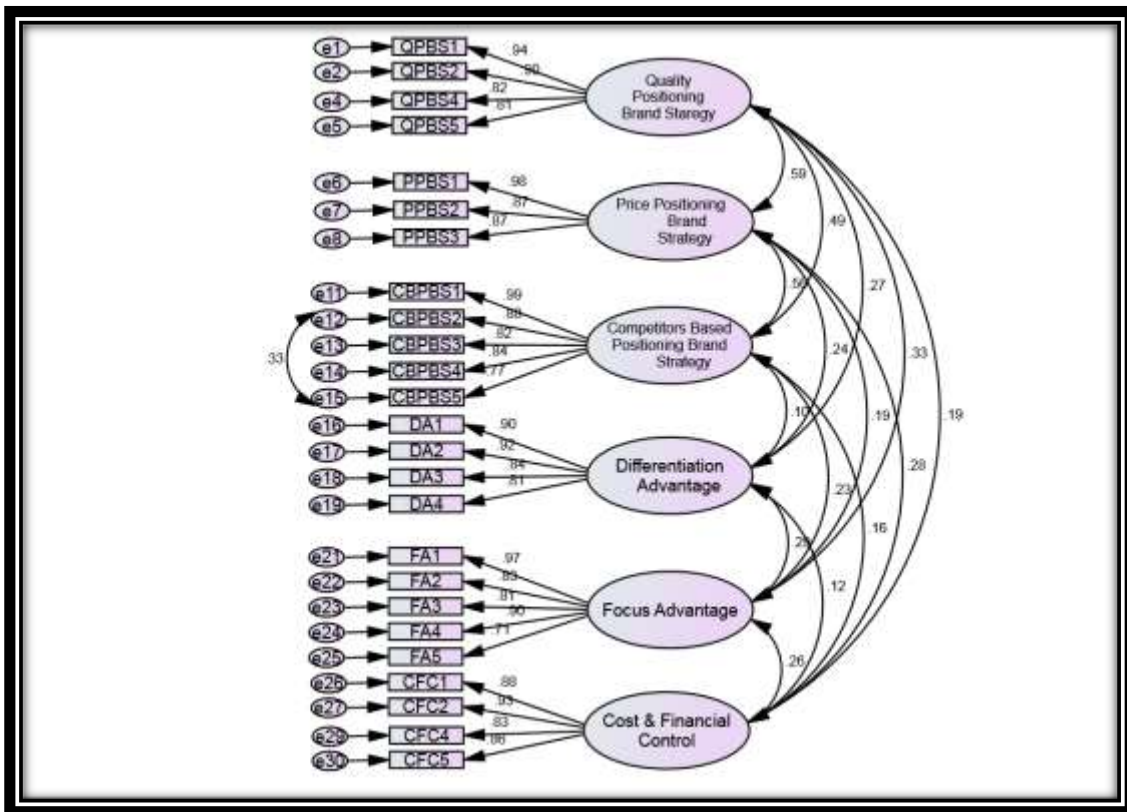 e1 QPBS1 .94
e2 QPBS2 .90
e4 QPBS4 .82
e5 QPBS5 .81
Quality
Positioning
Brand Staregy
e6 PPBS1 .98
e7 PPBS2 .87
e8 PPBS3 .87
Price Positioning
Brand
Strategy
e11 CBPBS1 .99
e12 CBPBS2 .88
e13 CBPBS3 .82
e14 CBPBS4 .84
e15 CBPBS5 .77
.33
Competitors Based
Positioning Brand
Strategy
e16 DA1 .90
e17 DA2 .92
e18 DA3 .84
e19 DA4 .81
Differentiation
Advantage
e21 FA1 .97
e22 FA2 .83
e23 FA3 .81
e24 FA4 .90
e25 FA5 .71
Focus Advantage
e26 CFC1 .88
e27 CFC2 .93
e29 CFC4 .83
e30 CFC5 .86
Cost & Financial
Control
.59
.49
.27
.24
.33
.10
.19
.19
.28
.23
.16
.12
.26